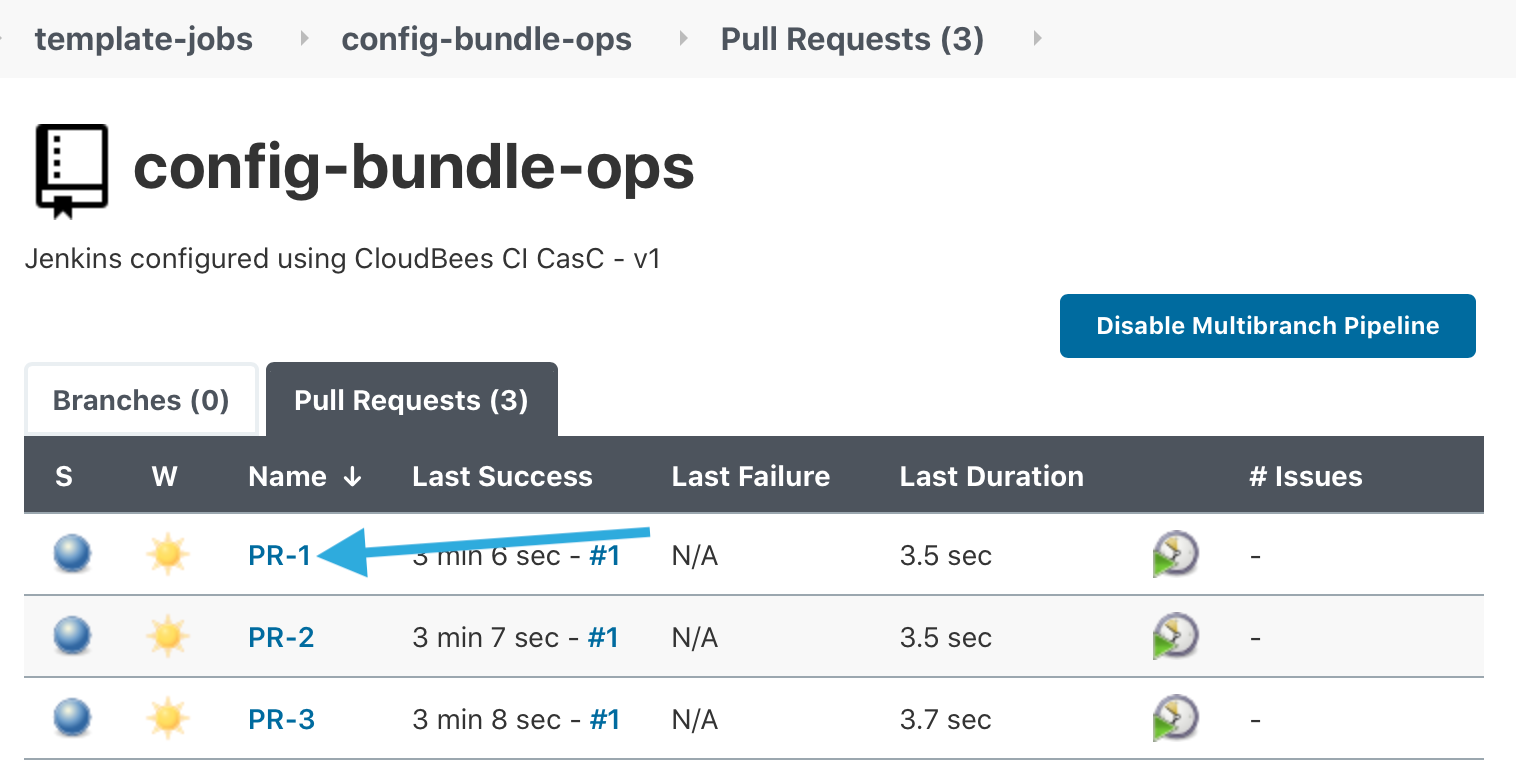 template-jobs config-bundle-ops Pull Requests (3)
config-bundle-ops
Jenkins configured using CloudBees CI CasC - v1
Disable Multibranch Pipeline
Branches (0) Pull Requests (3)
S W Name ↓ Last Success Last Failure Last Duration # Issues
PR-1 3 min 6 sec - #1 N/A 3.5 sec -
PR-2 3 min 7 sec - #1 N/A 3.5 sec -
PR-3 3 min 8 sec - #1 N/A 3.7 sec -